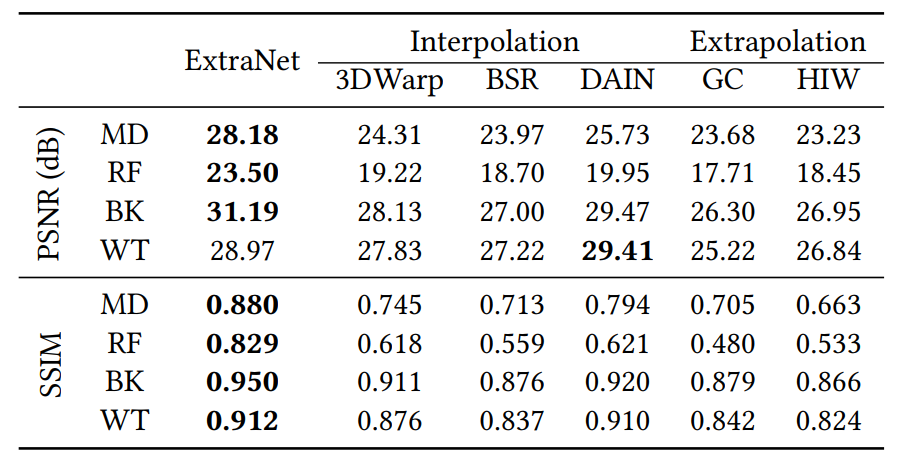 ExtraNet Interpolation Extrapolation
3DWarp BSR DAIN GC HIW
PSNR (dB)
MD 28.18 24.31 23.97 25.73 23.68 23.23
RF 23.50 19.22 18.70 19.95 17.71 18.45
BK 31.19 28.13 27.00 29.47 26.30 26.95
WT 28.97 27.83 27.22 29.41 25.22 26.84
SSIM
MD 0.880 0.745 0.713 0.794 0.705 0.663
RF 0.829 0.618 0.559 0.621 0.480 0.533
BK 0.950 0.911 0.876 0.920 0.879 0.866
WT 0.912 0.876 0.837 0.910 0.842 0.824